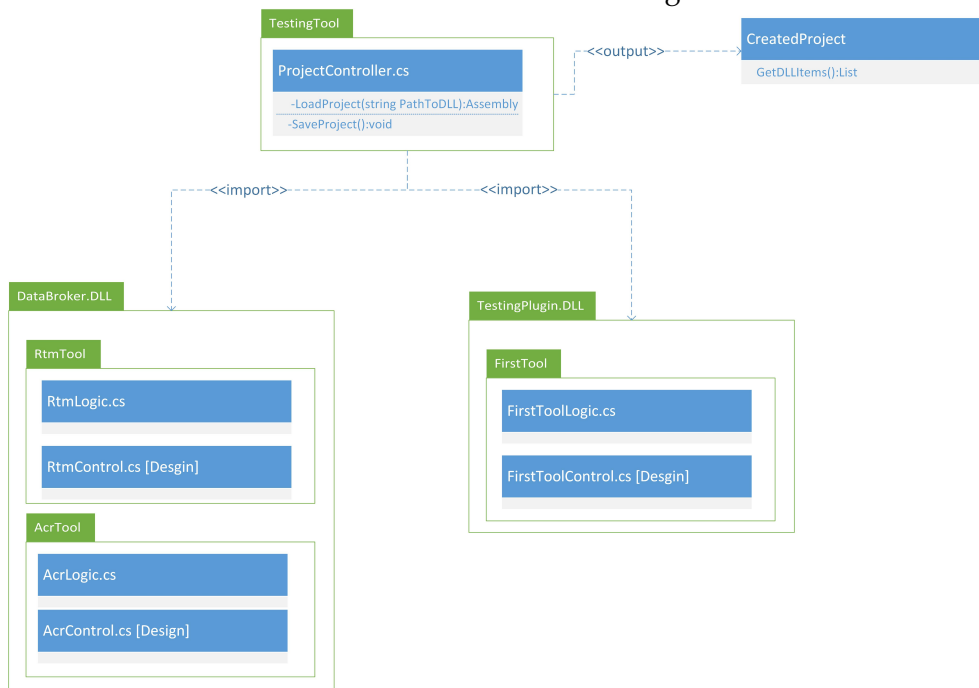 TestingTool
ProjectController.cs
-LoadProject(string PathToDLL):Assembly
-SaveProject():void
<<output>>
CreatedProject
GetDLLItems():List
<<import>>
<<import>>
DataBroker.DLL
RtmTool
RtmLogic.cs
RtmControl.cs [Desgin]
AcrTool
AcrLogic.cs
AcrControl.cs [Design]
TestingPlugin.DLL
FirstTool
FirstToolLogic.cs
FirstToolControl.cs [Desgin]